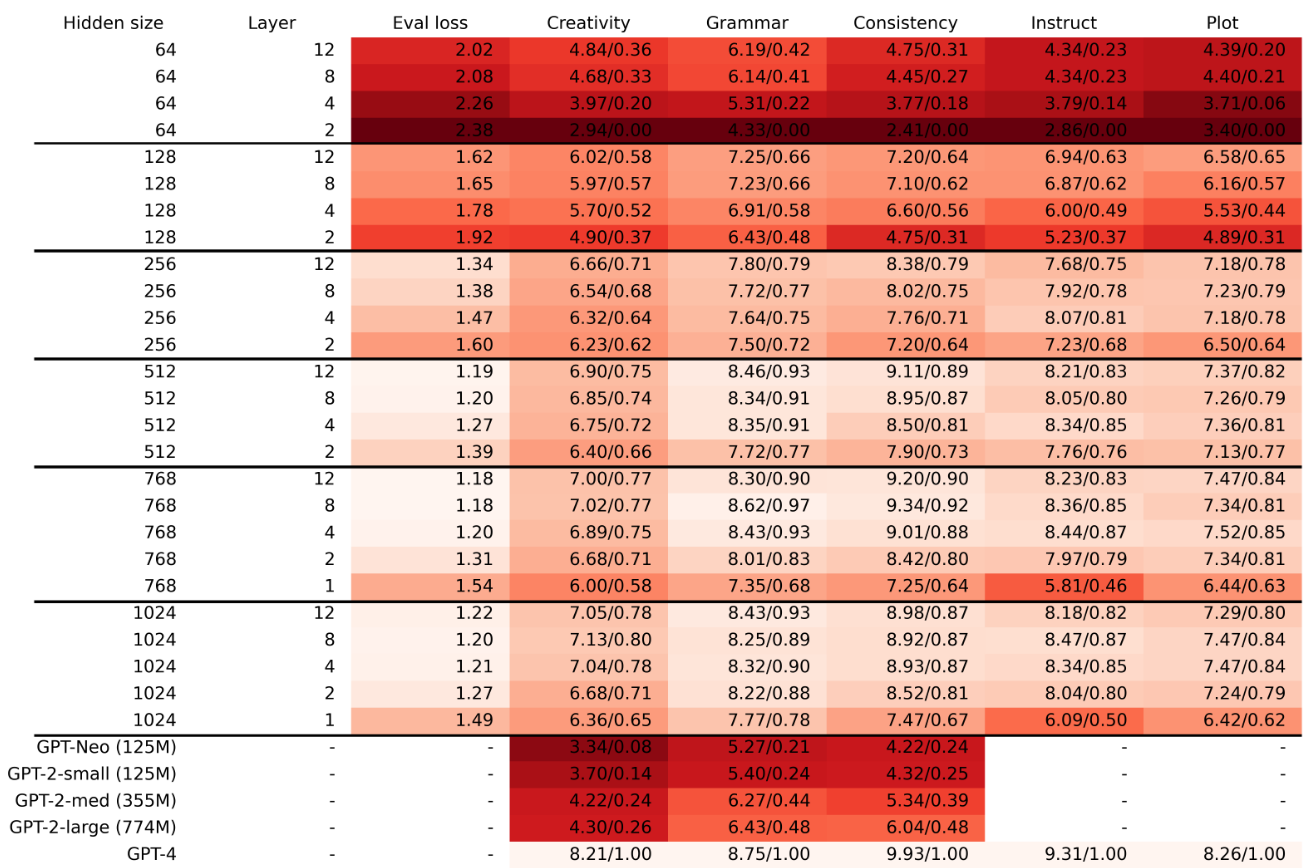 Hidden size Layer Eval loss Creativity Grammar Consistency Instruct Plot
64 12 2.02 4.84/0.36 6.19/0.42 4.75/0.31 4.34/0.23 4.39/0.20
64 8 2.08 4.68/0.33 6.14/0.41 4.45/0.27 4.34/0.23 4.40/0.21
64 4 2.26 3.97/0.20 5.31/0.22 3.77/0.18 3.79/0.14 3.71/0.06
64 2 2.38 2.94/0.00 4.33/0.00 2.41/0.00 2.86/0.00 3.40/0.00
128 12 1.62 6.02/0.58 7.25/0.66 7.20/0.64 6.94/0.63 6.58/0.65
128 8 1.65 5.97/0.57 7.23/0.66 7.10/0.62 6.87/0.62 6.16/0.57
128 4 1.78 5.70/0.52 6.91/0.58 6.60/0.56 6.00/0.49 5.53/0.44
128 2 1.92 4.90/0.37 6.43/0.48 4.75/0.31 5.23/0.37 4.89/0.31
256 12 1.34 6.66/0.71 7.80/0.79 8.38/0.79 7.68/0.75 7.18/0.78
256 8 1.38 6.54/0.68 7.72/0.77 8.02/0.75 7.92/0.78 7.23/0.79
256 4 1.47 6.32/0.64 7.64/0.75 7.76/0.71 8.07/0.81 7.18/0.78
256 2 1.60 6.23/0.62 7.50/0.72 7.20/0.64 7.23/0.68 6.50/0.64
512 12 1.19 6.90/0.75 8.46/0.93 9.11/0.89 8.21/0.83 7.37/0.82
512 8 1.20 6.85/0.74 8.34/0.91 8.95/0.87 8.05/0.80 7.26/0.79
512 4 1.27 6.75/0.72 8.35/0.91 8.50/0.81 8.34/0.85 7.36/0.81
512 2 1.39 6.40/0.66 7.72/0.77 7.90/0.73 7.76/0.76 7.13/0.77
768 12 1.18 7.00/0.77 8.30/0.90 9.20/0.90 8.23/0.83 7.47/0.84
768 8 1.18 7.02/0.77 8.62/0.97 9.34/0.92 8.36/0.85 7.34/0.81
768 4 1.20 6.89/0.75 8.43/0.93 9.01/0.88 8.44/0.87 7.52/0.85
768 2 1.31 6.68/0.71 8.01/0.83 8.42/0.80 7.97/0.79 7.34/0.81
768 1 1.54 6.00/0.58 7.35/0.68 7.25/0.64 5.81/0.46 6.44/0.63
1024 12 1.22 7.05/0.78 8.43/0.93 8.98/0.87 8.18/0.82 7.29/0.80
1024 8 1.20 7.13/0.80 8.25/0.89 8.92/0.87 8.47/0.87 7.47/0.84
1024 4 1.21 7.04/0.78 8.32/0.90 8.93/0.87 8.34/0.85 7.47/0.84
1024 2 1.27 6.68/0.71 8.22/0.88 8.52/0.81 8.04/0.80 7.24/0.79
1024 1 1.49 6.36/0.65 7.77/0.78 7.47/0.67 6.09/0.50 6.42/0.62
GPT-Neo (125M) - - 3.34/0.08 5.27/0.21 4.22/0.24 - -
GPT-2-small (125M) - - 3.70/0.14 5.40/0.24 4.32/0.25 - -
GPT-2-med (355M) - - 4.22/0.24 6.27/0.44 5.34/0.39 - -
GPT-2-large (774M) - - 4.30/0.26 6.43/0.48 6.04/0.48 - -
GPT-4 - - 8.21/1.00 8.75/1.00 9.93/1.00 9.31/1.00 8.26/1.00